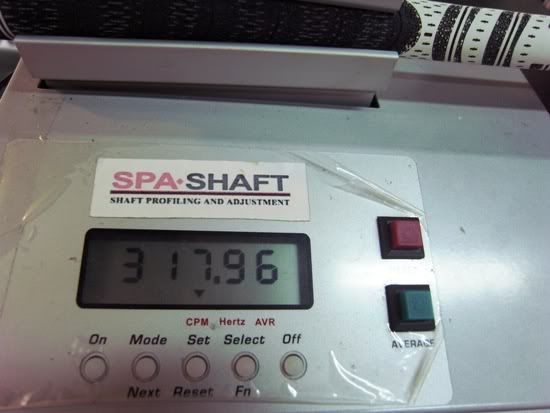 SPA·SHAFT
SHAFT PROFILING AND ADJUSTMENT
317.96
CPM Hertz AVR
On Mode Set Select Off
Next Reset Fn
AVERAGE